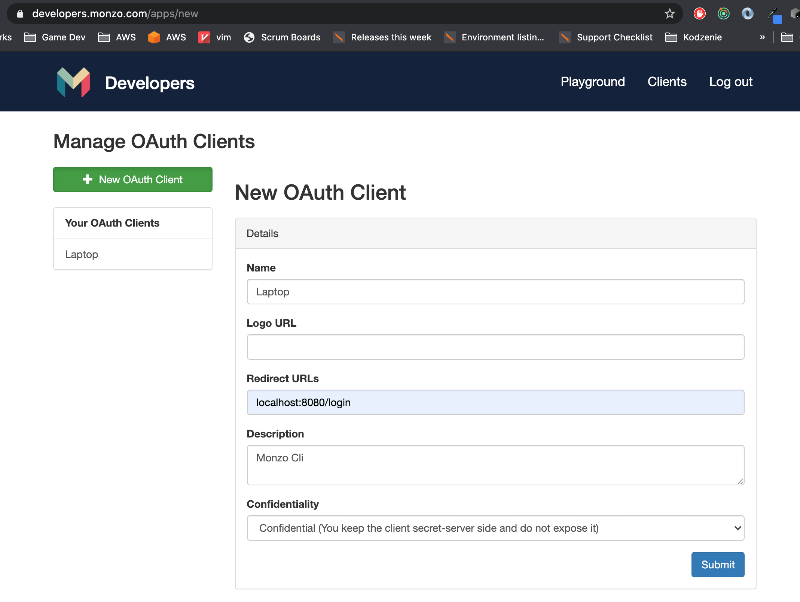 developers.monzo.com/apps/new
Game Dev AWS AWS vim Scrum Boards Releases this week Environment listin... Support Checklist Kodzenie »
Developers Playground Clients Log out
Manage OAuth Clients
+ New OAuth Client
Your OAuth Clients
Laptop
New OAuth Client
Details
Name
Laptop
Logo URL
Redirect URLs
localhost:8080/login
Description
Monzo Cli
Confidentiality
Confidential (You keep the client secret-server side and do not expose it)
Submit